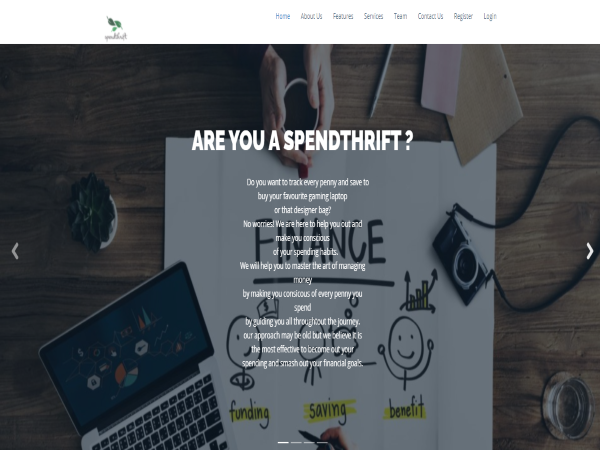 spendthrift
Home About Us Features Services Team Contact Us Register Login
ARE YOU A SPENDTHRIFT ?
Do you want to track every penny and save to
buy your favourite gaming laptop
or that designer bag?
No worries! We are here to help you out and
make you conscious
of your spending habits.
We will help you to master the art of managing
money
by making you conscicus of every penny you
spend
by guiding you all throughtout the journey.
our approach may be old but we believe it is
the most effective to become out your
spending and smash out your financial goals.
FINANCE
funding saving benefit